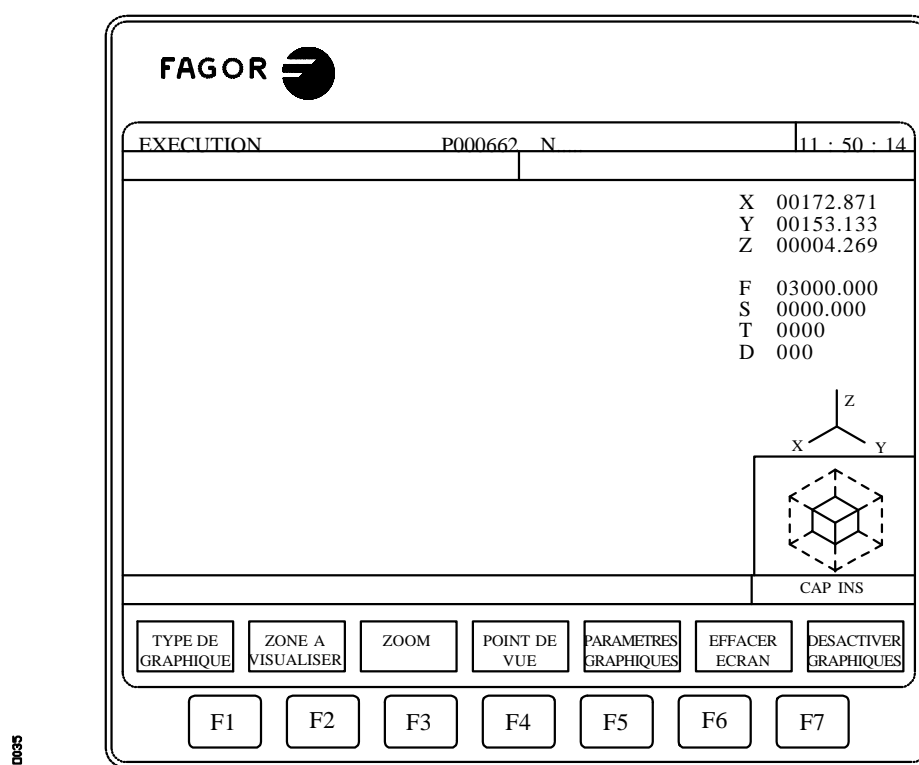 FAGOR
EXECUTION P000662 N..... 11 : 50 : 14
X 00172.871
Y 00153.133
Z 00004.269
F 03000.000
S 0000.000
T 0000
D 000
Z
X Y
CAP INS
TYPE DE GRAPHIQUE
ZONE A VISUALISER
ZOOM
POINT DE VUE
PARAMETRES GRAPHIQUES
EFFACER ECRAN
DESACTIVER GRAPHIQUES
F1 F2 F3 F4 F5 F6 F7
0035